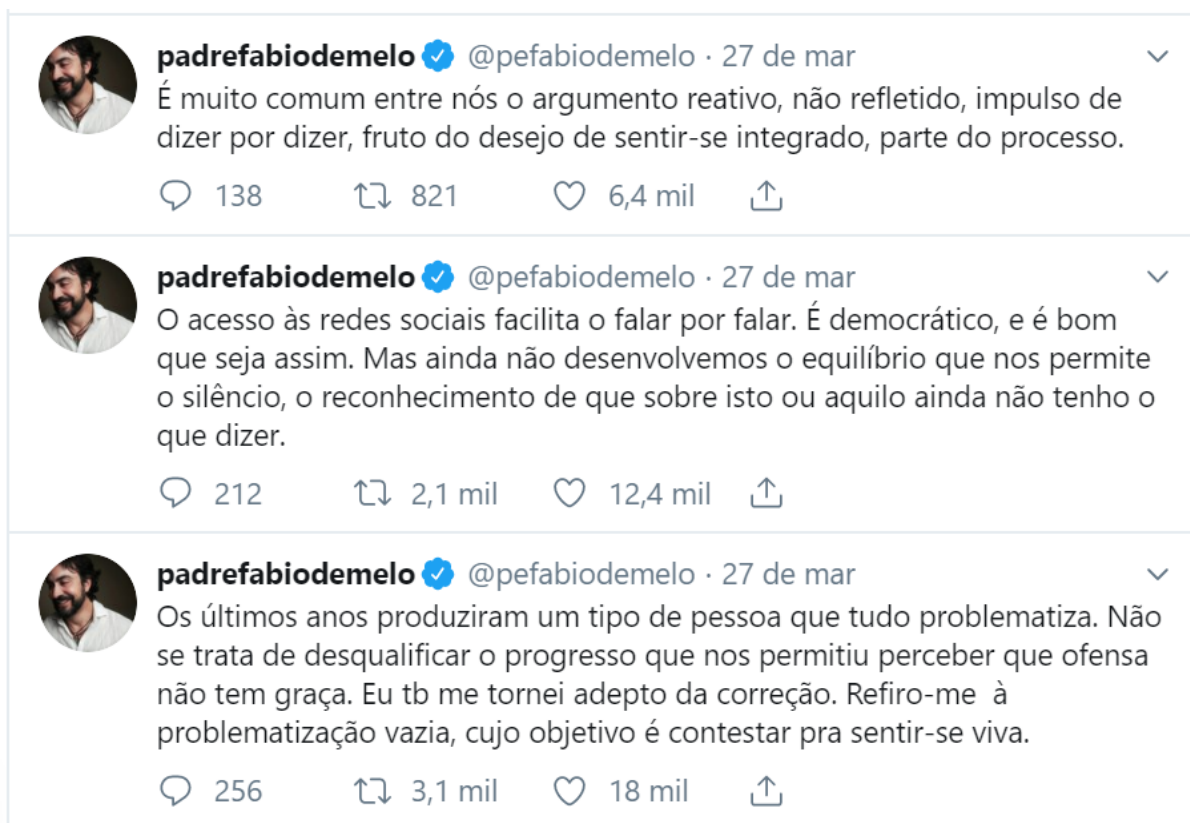 padrefabiodemelo @pefabiodemelo · 27 de mar
É muito comum entre nós o argumento reativo, não refletido, impulso de
dizer por dizer, fruto do desejo de sentir-se integrado, parte do processo.
138 821 6,4 mil
padrefabiodemelo @pefabiodemelo · 27 de mar
O acesso às redes sociais facilita o falar por falar. É democrático, e é bom
que seja assim. Mas ainda não desenvolvemos o equilíbrio que nos permite
o silêncio, o reconhecimento de que sobre isto ou aquilo ainda não tenho o
que dizer.
212 2,1 mil 12,4 mil
padrefabiodemelo @pefabiodemelo · 27 de mar
Os últimos anos produziram um tipo de pessoa que tudo problematiza. Não
se trata de desqualificar o progresso que nos permitiu perceber que ofensa
não tem graça. Eu tb me tornei adepto da correção. Refiro-me  à
problematização vazia, cujo objetivo é contestar pra sentir-se viva.
256 3,1 mil 18 mil